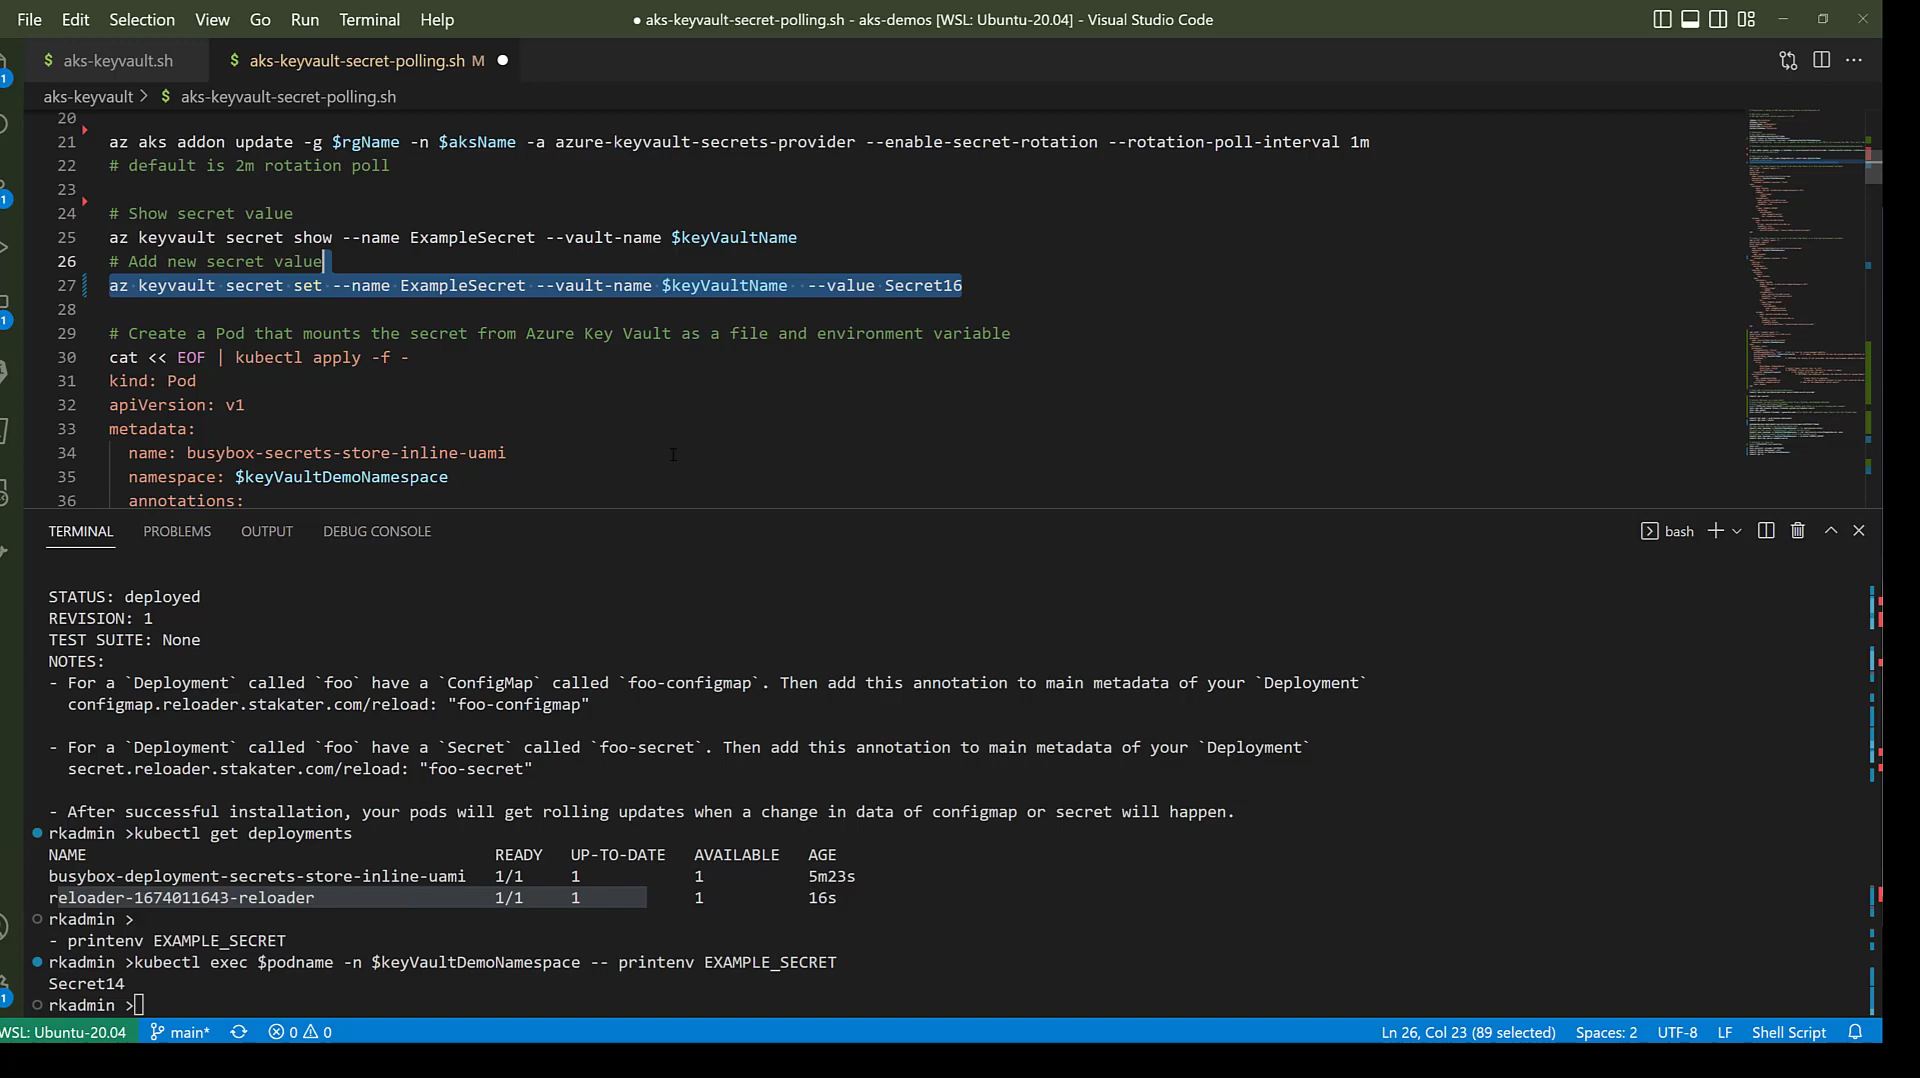 File Edit Selection View Go Run Terminal Help ● aks-keyvault-secret-polling.sh - aks-demos [WSL: Ubuntu-20.04] - Visual Studio Code
$ aks-keyvault.sh $ aks-keyvault-secret-polling.sh M
aks-keyvault > $ aks-keyvault-secret-polling.sh
20
21 az aks addon update -g $rgName -n $aksName -a azure-keyvault-secrets-provider --enable-secret-rotation --rotation-poll-interval 1m
22 # default is 2m rotation poll
23
24 # Show secret value
25 az keyvault secret show --name ExampleSecret --vault-name $keyVaultName
26 # Add new secret value
27 az keyvault secret set --name ExampleSecret --vault-name $keyVaultName  --value Secret16
28
29 # Create a Pod that mounts the secret from Azure Key Vault as a file and environment variable
30 cat << EOF | kubectl apply -f -
31 kind: Pod
32 apiVersion: v1
33 metadata:
34   name: busybox-secrets-store-inline-uami
35   namespace: $keyVaultDemoNamespace
36   annotations:
TERMINAL PROBLEMS OUTPUT DEBUG CONSOLE bash
STATUS: deployed
REVISION: 1
TEST SUITE: None
NOTES:
- For a `Deployment` called `foo` have a `ConfigMap` called `foo-configmap`. Then add this annotation to main metadata of your `Deployment`
  configmap.reloader.stakater.com/reload: "foo-configmap"
- For a `Deployment` called `foo` have a `Secret` called `foo-secret`. Then add this annotation to main metadata of your `Deployment`
  secret.reloader.stakater.com/reload: "foo-secret"
- After successful installation, your pods will get rolling updates when a change in data of configmap or secret will happen.
rkadmin >kubectl get deployments
NAME READY UP-TO-DATE AVAILABLE AGE
busybox-deployment-secrets-store-inline-uami 1/1 1 1 5m23s
reloader-1674011643-reloader 1/1 1 1 16s
rkadmin >
- printenv EXAMPLE_SECRET
rkadmin >kubectl exec $podname -n $keyVaultDemoNamespace -- printenv EXAMPLE_SECRET
Secret14
rkadmin >
WSL: Ubuntu-20.04 main* 0 0 Ln 26, Col 23 (89 selected) Spaces: 2 UTF-8 LF Shell Script